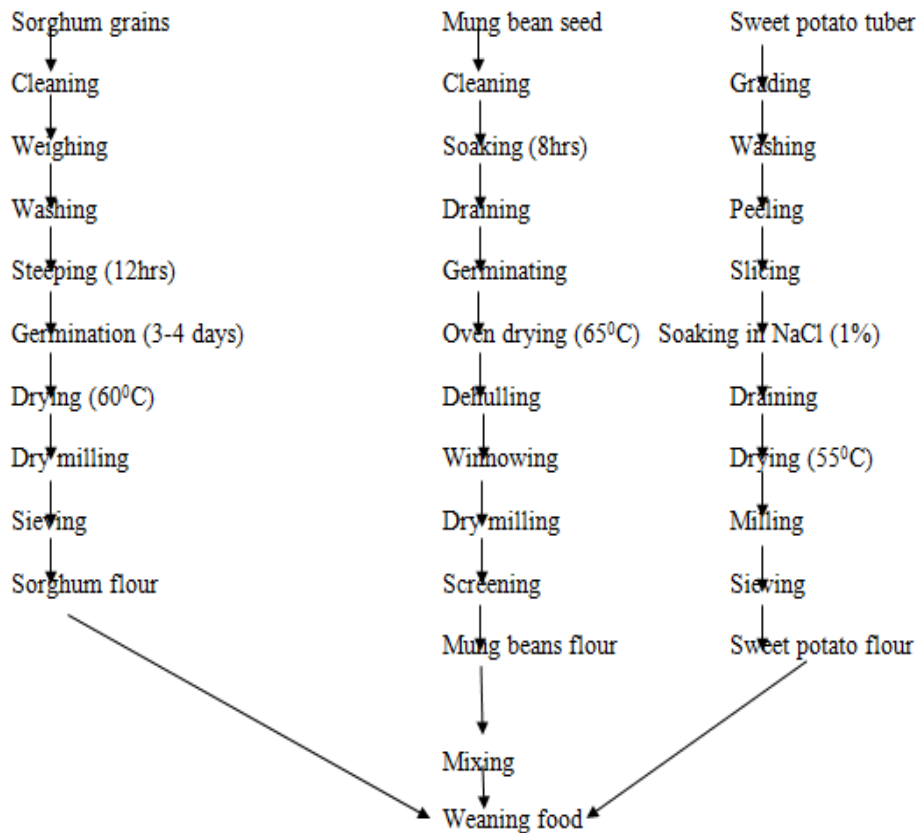 Sorghum grains
Cleaning
Weighing
Washing
Steeping (12hrs)
Germination (3-4 days)
Drying (60⁰C)
Dry milling
Sieving
Sorghum flour
Mung bean seed
Cleaning
Soaking (8hrs)
Draining
Germinating
Oven drying (65⁰C)
Dehulling
Winnowing
Dry milling
Screening
Mung beans flour
Sweet potato tuber
Grading
Washing
Peeling
Slicing
Soaking in NaCl (1%)
Draining
Drying (55⁰C)
Milling
Sieving
Sweet potato flour
Mixing
Weaning food